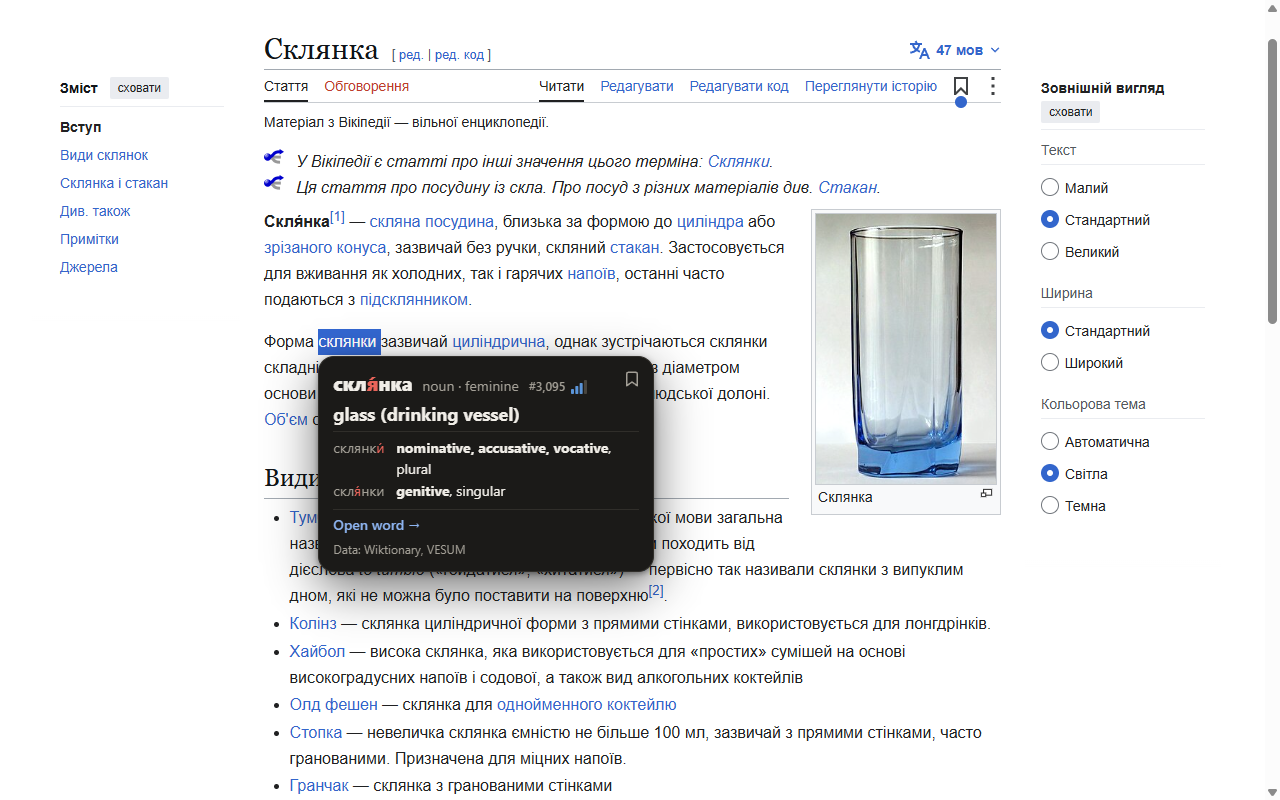 Склянка [ ред. | ред. код ]
47 мов
Зміст сховати
Вступ
Види склянок
Склянка і стакан
Див. також
Примітки
Джерела
Стаття Обговорення Читати Редагувати Редагувати код Переглянути історію
Матеріал з Вікіпедії — вільної енциклопедії.
У Вікіпедії є статті про інші значення цього терміна: Склянки.
Ця стаття про посудину із скла. Про посуд з різних матеріалів див. Стакан.
Скля́нка[1] — скляна посудина, близька за формою до циліндра або
зрізаного конуса, зазвичай без ручки, скляний стакан. Застосовується
для вживання як холодних, так і гарячих напоїв, останні часто
подаються з підсклянником.
Форма склянки зазвичай циліндрична, однак зустрічаються склянки
складні
з діаметром
основи
людської долоні.
Об'єм
скля́нка noun · feminine #3,095
glass (drinking vessel)
склянки́ nominative, accusative, vocative,
plural
скля́нки genitive, singular
Open word →
Data: Wiktionary, VESUM
Склянка
Види
мови загальна
походить від
первісно так називали склянки з випуклим
дном, які не можна було поставити на поверхню[2].
Колінз — склянка циліндричної форми з прямими стінками, використовується для лонгдрінків.
Хайбол — висока склянка, яка використовується для «простих» сумішей на основі
високоградусних напоїв і содової, а також вид алкогольних коктейлів
Олд фешен — склянка для однойменного коктейлю
Стопка — невеличка склянка ємністю не більше 100 мл, зазвичай з прямими стінками, часто
гранованими. Призначена для міцних напоїв.
Гранчак — склянка з гранованими стінками
Зовнішній вигляд
сховати
Текст
Малий
Стандартний
Великий
Ширина
Стандартний
Широкий
Кольорова тема
Автоматична
Світла
Темна